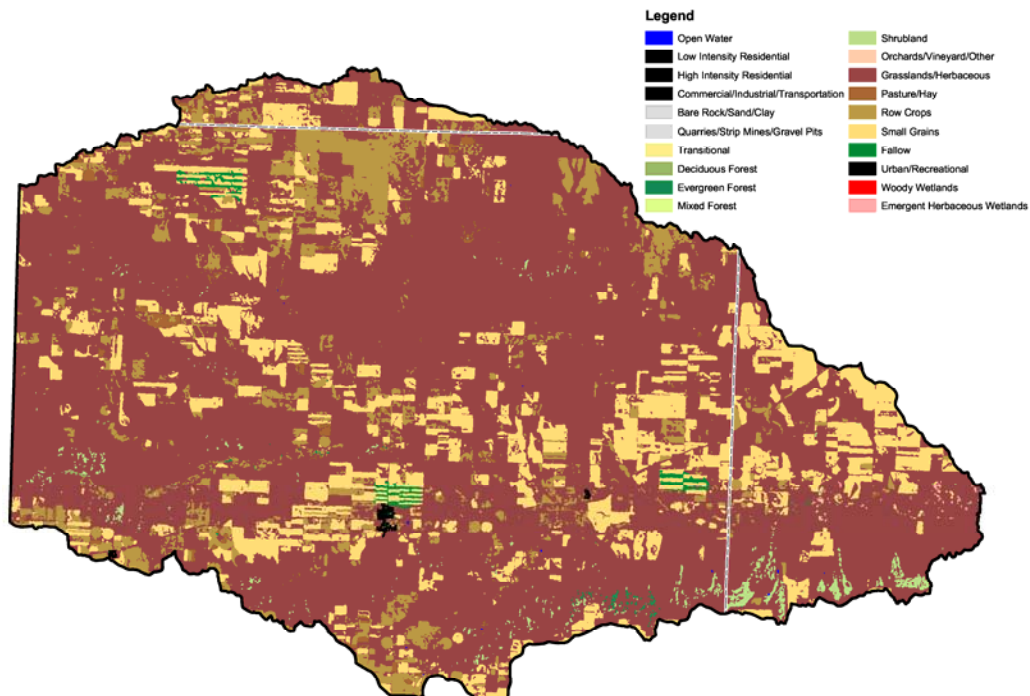 Legend
Open Water
Low Intensity Residential
High Intensity Residential
Commercial/Industrial/Transportation
Bare Rock/Sand/Clay
Quarries/Strip Mines/Gravel Pits
Transitional
Deciduous Forest
Evergreen Forest
Mixed Forest
Shrubland
Orchards/Vineyard/Other
Grasslands/Herbaceous
Pasture/Hay
Row Crops
Small Grains
Fallow
Urban/Recreational
Woody Wetlands
Emergent Herbaceous Wetlands